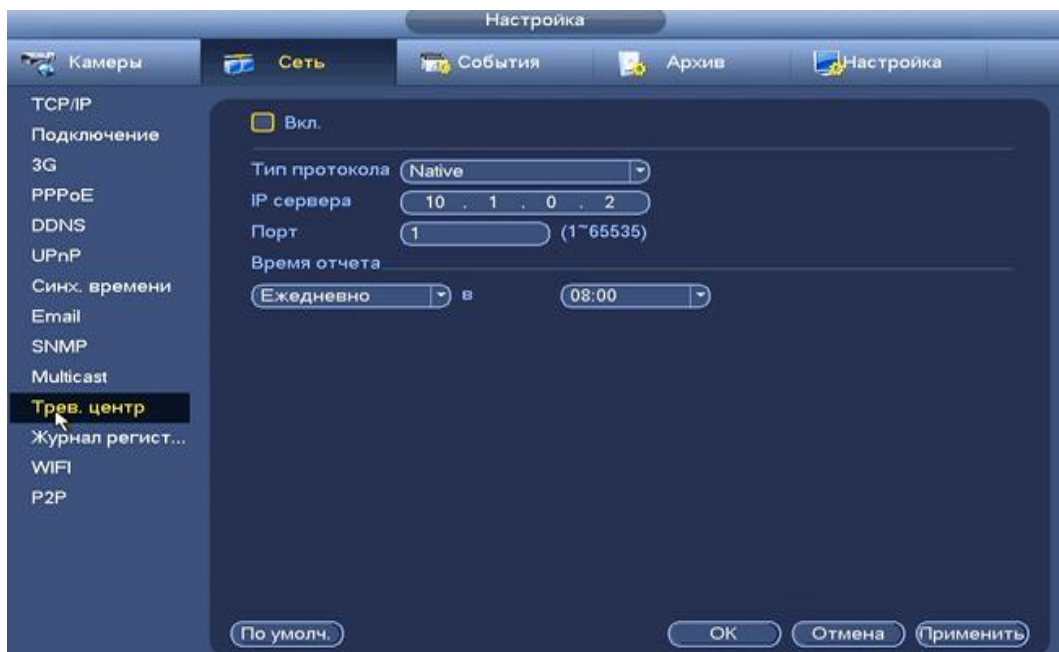 Настройка
Камеры
Сеть
События
Архив
Настройка
TCP/IP
Подключение
3G
PPPoE
DDNS
UPnP
Синх. времени
Email
SNMP
Multicast
Трев. центр
Журнал регист...
WIFI
P2P
Вкл.
Тип протокола Native
IP сервера 10 . 1 . 0 . 2
Порт 1 (1~65535)
Время отчета
Ежедневно в 08:00
По умолч. OK Отмена Применить